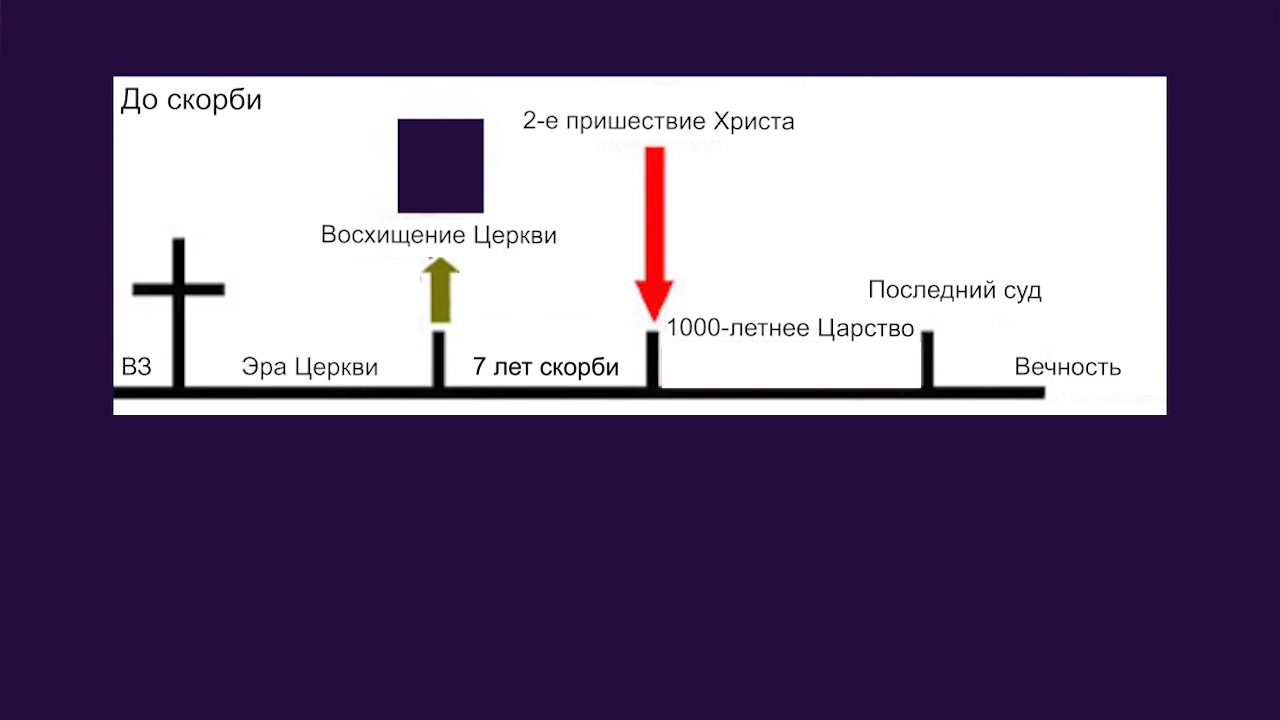 До скорби
2-е пришествие Христа
Восхищение Церкви
Последний суд
1000-летнее Царство
ВЗ
Эра Церкви
7 лет скорби
Вечность